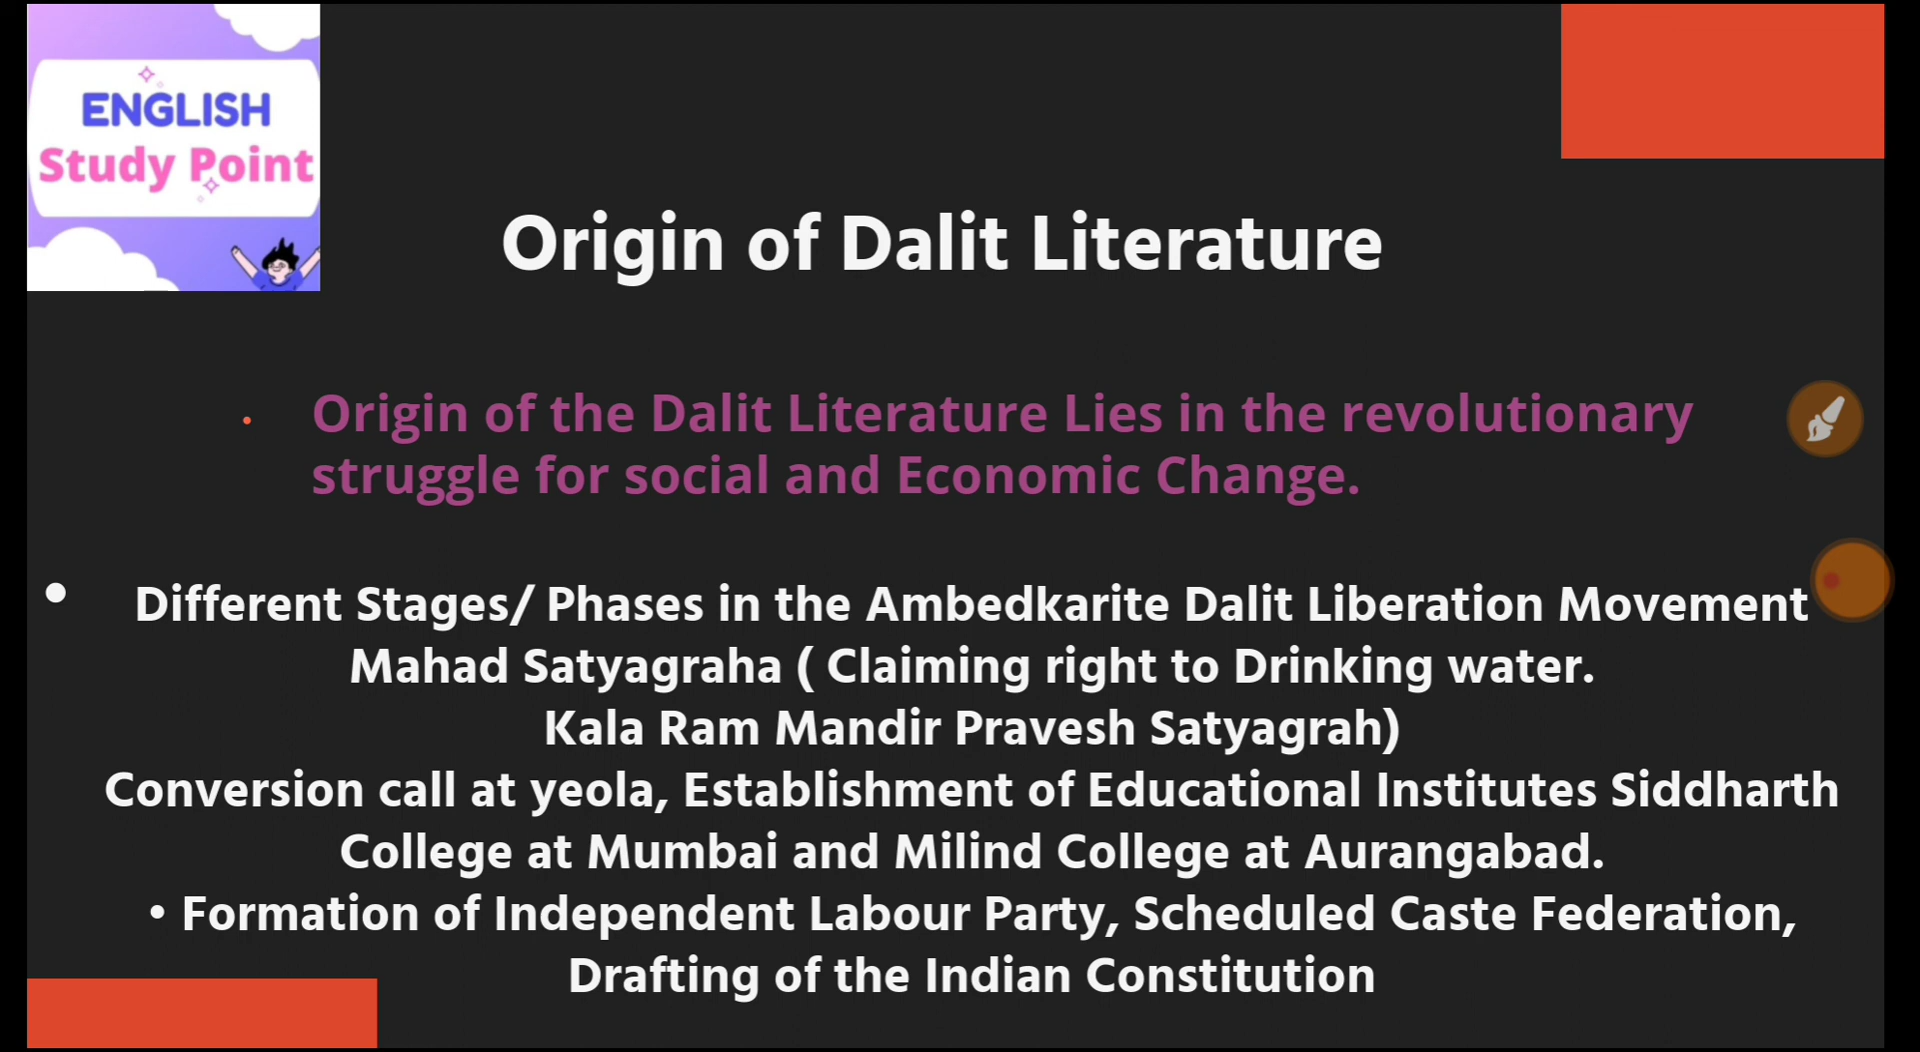 ENGLISH
Study Point
Origin of Dalit Literature
• Origin of the Dalit Literature Lies in the revolutionary
struggle for social and Economic Change.
• Different Stages/ Phases in the Ambedkarite Dalit Liberation Movement
Mahad Satyagraha ( Claiming right to Drinking water.
Kala Ram Mandir Pravesh Satyagrah)
Conversion call at yeola, Establishment of Educational Institutes Siddharth
College at Mumbai and Milind College at Aurangabad.
• Formation of Independent Labour Party, Scheduled Caste Federation,
Drafting of the Indian Constitution